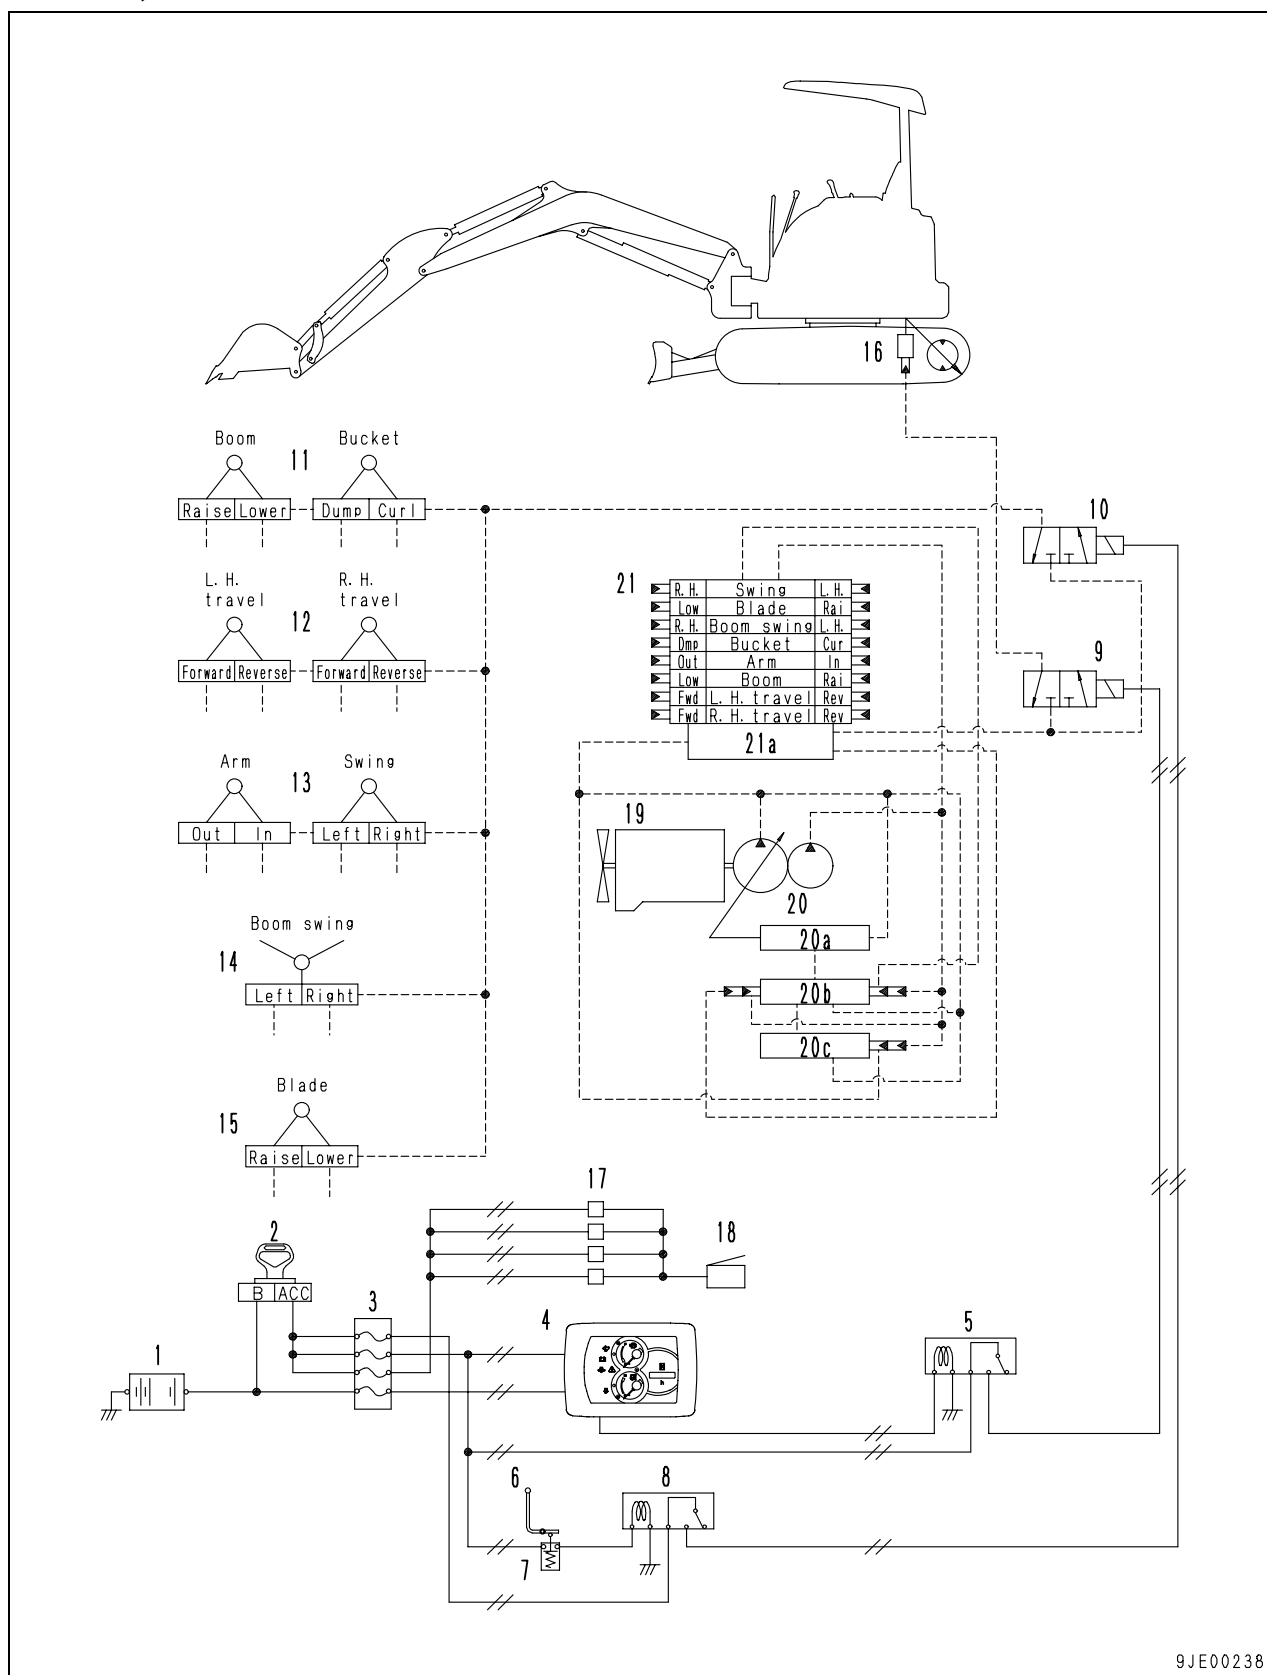 16
Boom 11 Bucket
Raise Lower Dump Curl
10
L.H. travel 12 R.H. travel
Forward Reverse Forward Reverse
21
R.H. Swing L.H.
Low Blade Rai
R.H. Boom swing L.H.
Dmp Bucket Cur
Out Arm In
Low Boom Rai
Fwd L.H. travel Rev
Fwd R.H. travel Rev
21a
9
Arm 13 Swing
Out In Left Right
19
20
20a
20b
20c
Boom swing
14
Left Right
Blade
15
Raise Lower
17
18
2
B ACC
3
4
h
5
1
6
7
8
9JE00238